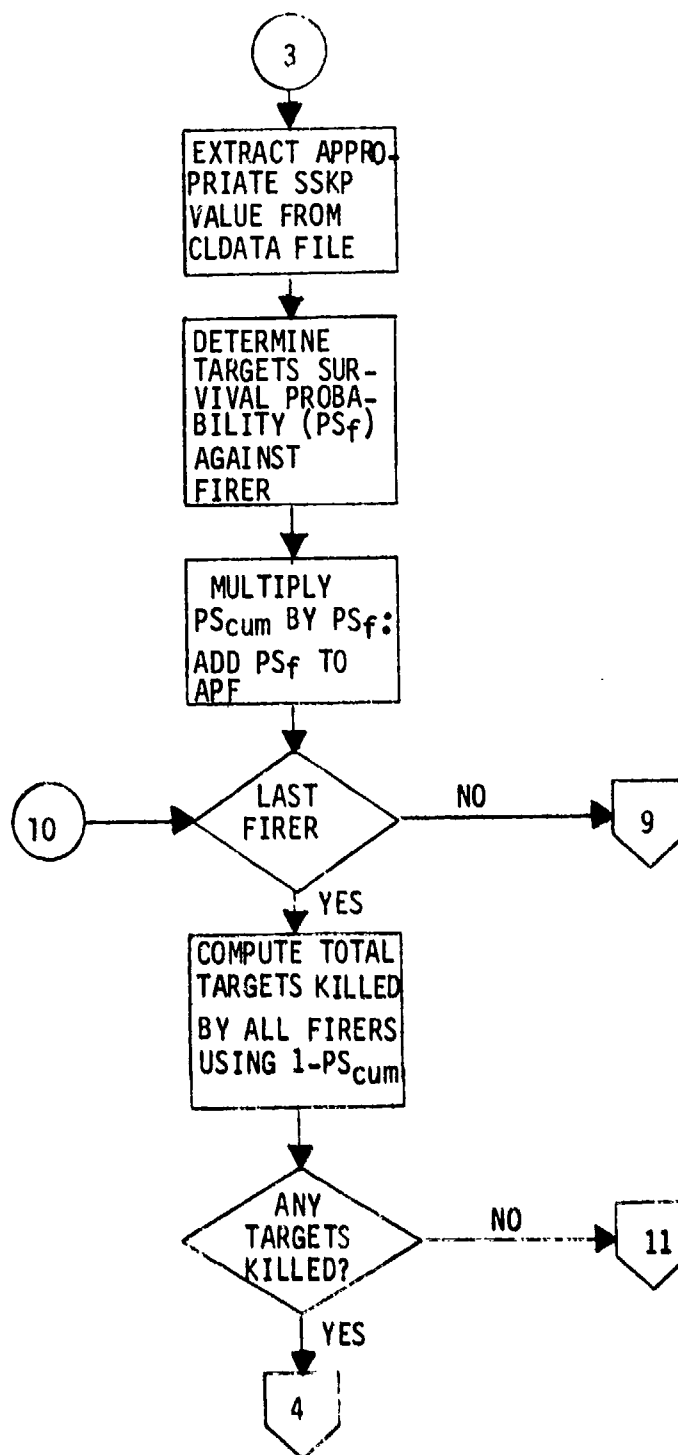 3
EXTRACT APPRO-
PRIATE SSKP
VALUE FROM
CLDATA FILE
DETERMINE
TARGETS SUR-
VIVAL PROBA-
BILITY (PSf)
AGAINST
FIRER
MULTIPLY
PScum BY PSf:
ADD PSf TO
APF
10
LAST
FIRER
NO
9
YES
COMPUTE TOTAL
TARGETS KILLED
BY ALL FIRERS
USING 1-PScum
ANY
TARGETS
KILLED?
NO
11
YES
4